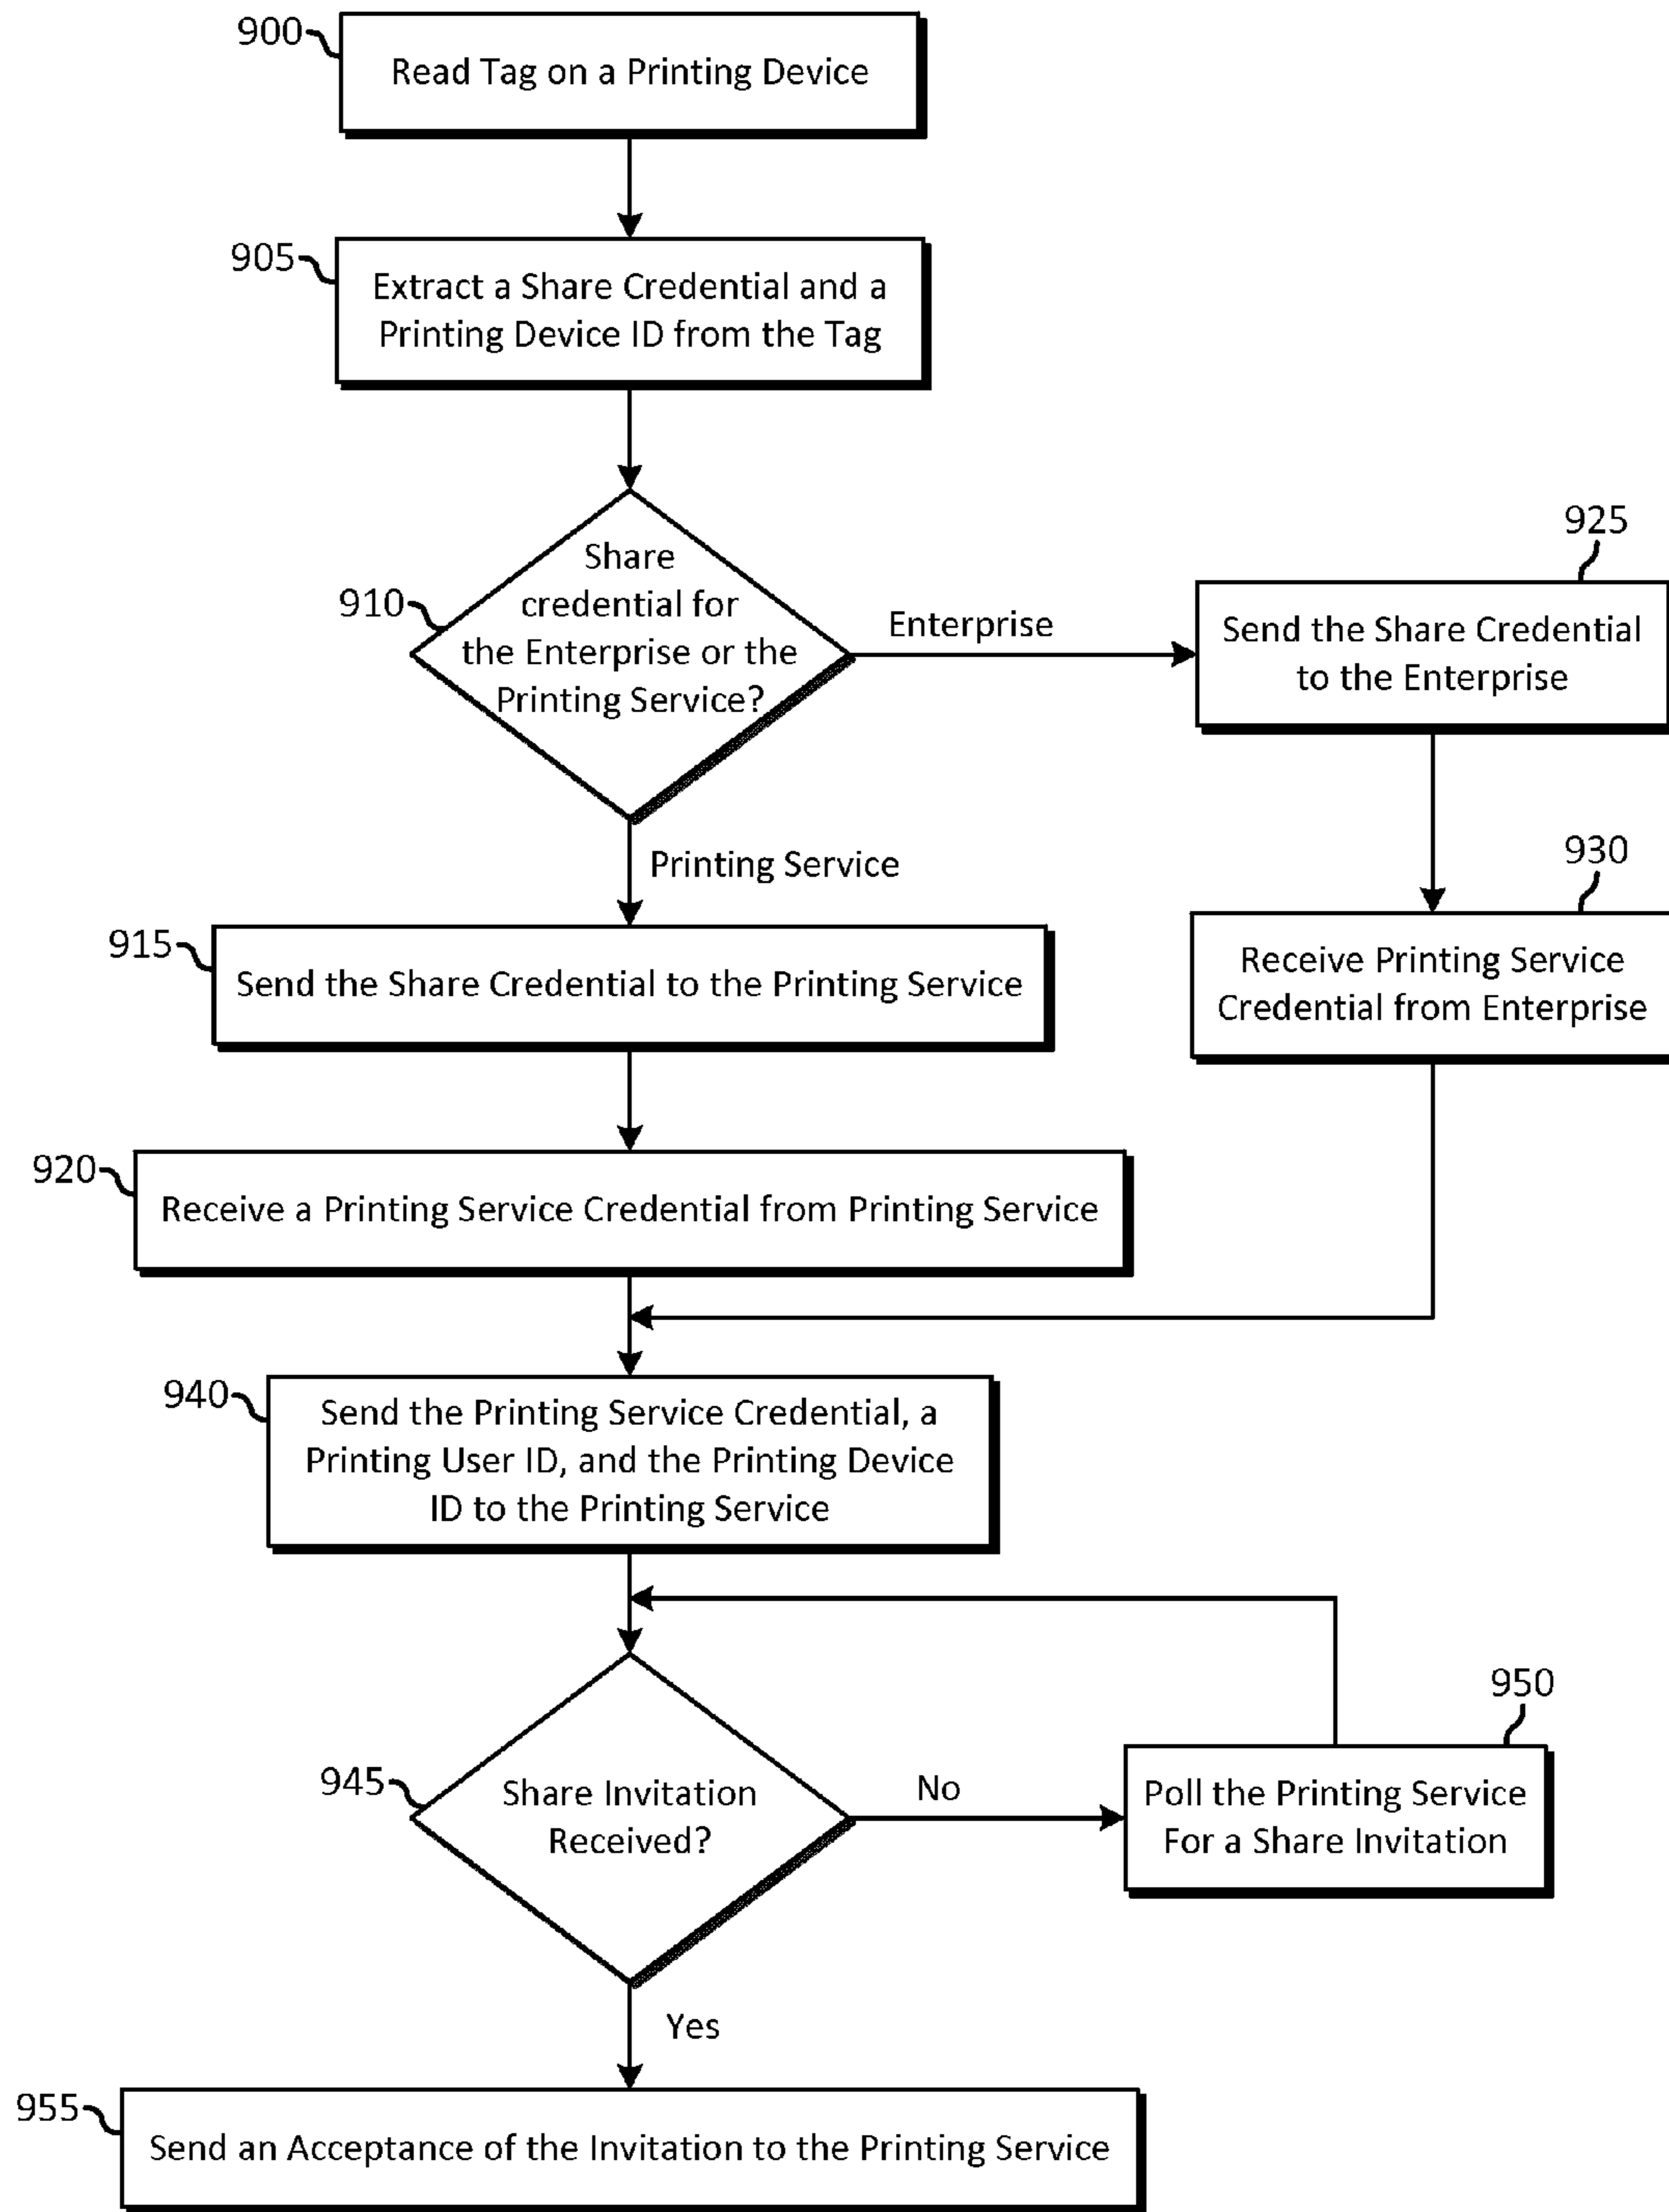 900
Read Tag on a Printing Device
905
Extract a Share Credential and a
Printing Device ID from the Tag
910
Share
credential for
the Enterprise or the
Printing Service?
Enterprise
925
Send the Share Credential
to the Enterprise
Printing Service
930
Receive Printing Service
Credential from Enterprise
915
Send the Share Credential to the Printing Service
920
Receive a Printing Service Credential from Printing Service
940
Send the Printing Service Credential, a
Printing User ID, and the Printing Device
ID to the Printing Service
945
Share Invitation
Received?
No
950
Poll the Printing Service
For a Share Invitation
Yes
955
Send an Acceptance of the Invitation to the Printing Service